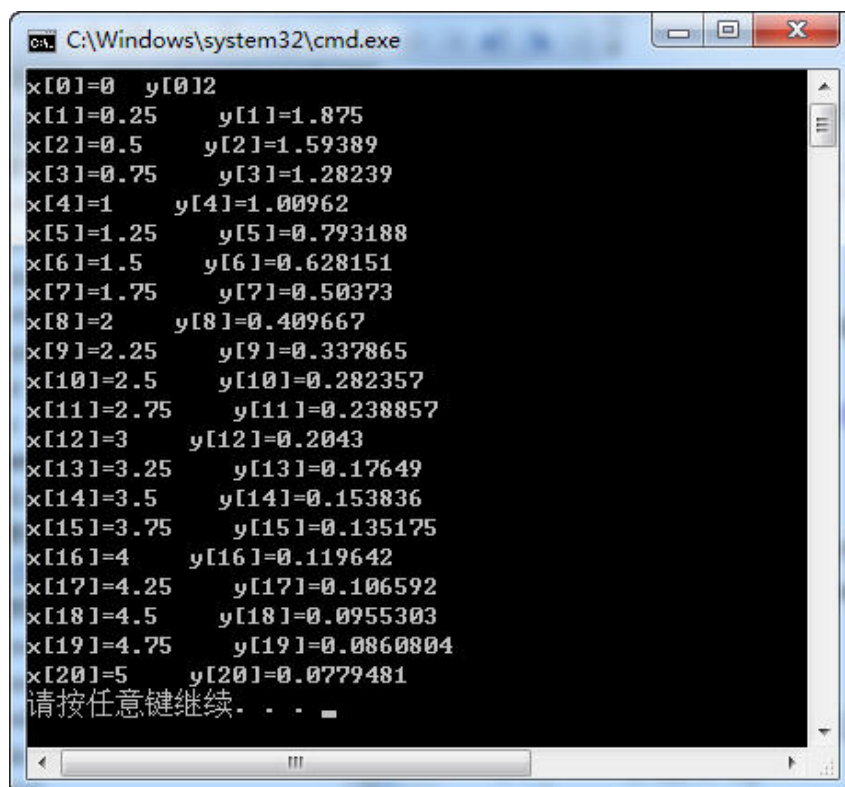 C:\Windows\system32\cmd.exe
x[0]=0 y[0]2
x[1]=0.25 y[1]=1.875
x[2]=0.5 y[2]=1.59389
x[3]=0.75 y[3]=1.28239
x[4]=1 y[4]=1.00962
x[5]=1.25 y[5]=0.793188
x[6]=1.5 y[6]=0.628151
x[7]=1.75 y[7]=0.50373
x[8]=2 y[8]=0.409667
x[9]=2.25 y[9]=0.337865
x[10]=2.5 y[10]=0.282357
x[11]=2.75 y[11]=0.238857
x[12]=3 y[12]=0.2043
x[13]=3.25 y[13]=0.17649
x[14]=3.5 y[14]=0.153836
x[15]=3.75 y[15]=0.135175
x[16]=4 y[16]=0.119642
x[17]=4.25 y[17]=0.106592
x[18]=4.5 y[18]=0.0955303
x[19]=4.75 y[19]=0.0860804
x[20]=5 y[20]=0.0779481
请按任意键继续. . .